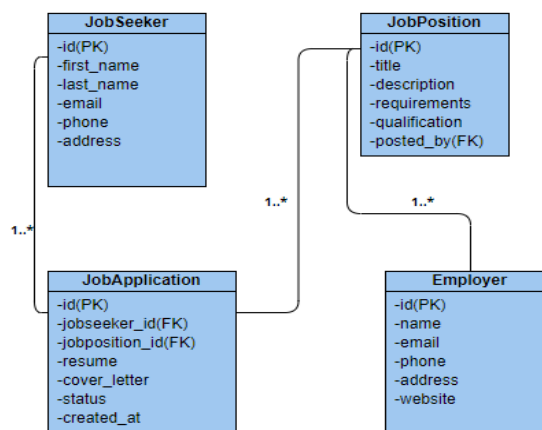 JobSeeker
-id(PK)
-first_name
-last_name
-email
-phone
-address
JobPosition
-id(PK)
-title
-description
-requirements
-qualification
-posted_by(FK)
1..*
1..*
1..*
JobApplication
-id(PK)
-jobseeker_id(FK)
-jobposition_id(FK)
-resume
-cover_letter
-status
-created_at
Employer
-id(PK)
-name
-email
-phone
-address
-website